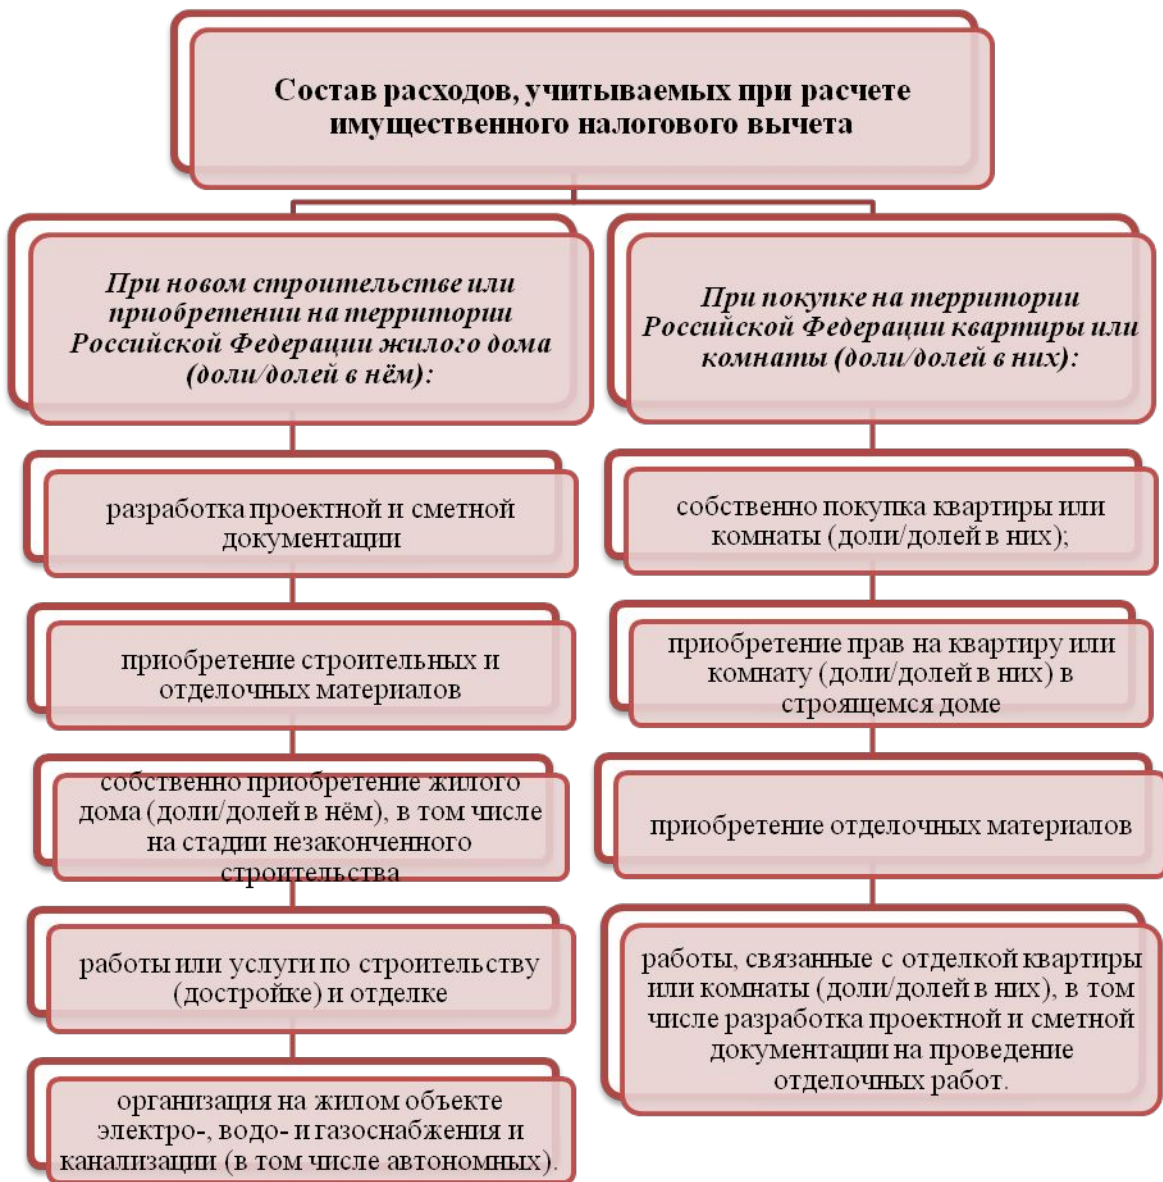 Состав расходов, учитываемых при расчете
имущественного налогового вычета
При новом строительстве или
приобретении на территории
Российской Федерации жилого дома
(доли/долей в нём):
разработка проектной и сметной
документации
приобретение строительных и
отделочных материалов
собственно приобретение жилого
дома (доли/долей в нём), в том числе
на стадии незаконченного
строительства
работы или услуги по строительству
(достройке) и отделке
организация на жилом объекте
электро-, водо- и газоснабжения и
канализации (в том числе автономных).
При покупке на территории
Российской Федерации квартиры или
комнаты (доли/долей в них):
собственно покупка квартиры или
комнаты (доли/долей в них);
приобретение прав на квартиру или
комнату (доли/долей в них) в
строящемся доме
приобретение отделочных материалов
работы, связанные с отделкой квартиры
или комнаты (доли/долей в них), в том
числе разработка проектной и сметной
документации на проведение
отделочных работ.